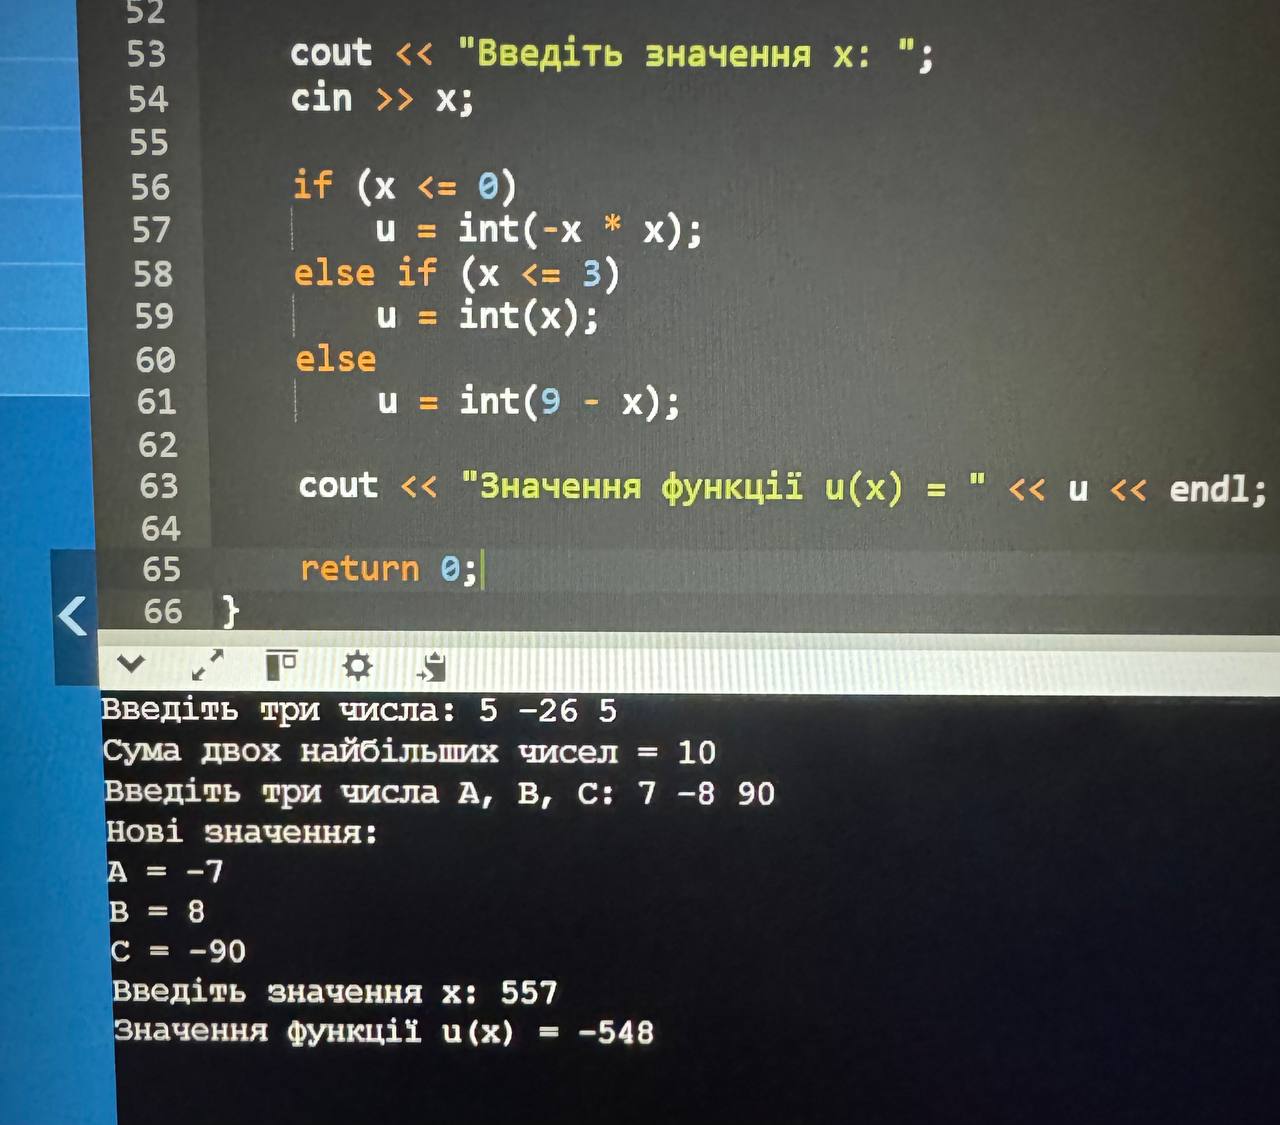 52
53 cout << "Введіть значення x: ";
54 cin >> x;
55
56 if (x <= 0)
57 u = int(-x * x);
58 else if (x <= 3)
59 u = int(x);
60 else
61 u = int(9 - x);
62
63 cout << "Значення функції u(x) = " << u << endl;
64
65 return 0;
66 }
Введіть три числа: 5 -26 5
Сума двох найбільших чисел = 10
Введіть три числа A, B, C: 7 -8 90
Нові значення:
A = -7
B = 8
C = -90
Введіть значення x: 557
Значення функції u(x) = -548